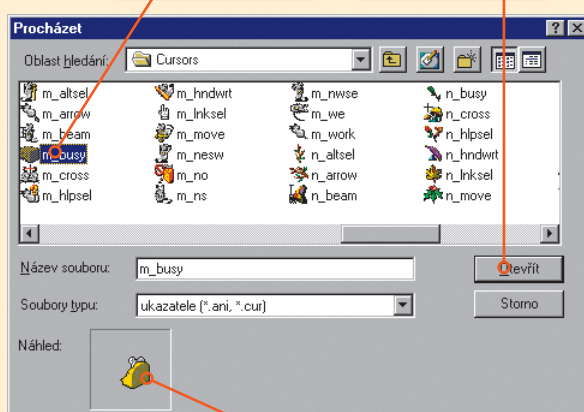 Procházet
Oblast hledání: Cursors
m_altsel m_hndwrt m_nwse n_busy
m_arrow m_lnksel m_we n_cross
m_beam m_move m_work n_hlpsel
m_busy m_nesw n_altsel n_hndwrt
m_cross m_no n_arrow n_lnksel
m_hlpsel m_ns n_beam n_move
Název souboru: m_busy Otevřít
Soubory typu: ukazatele (*.ani, *.cur) Storno
Náhled: